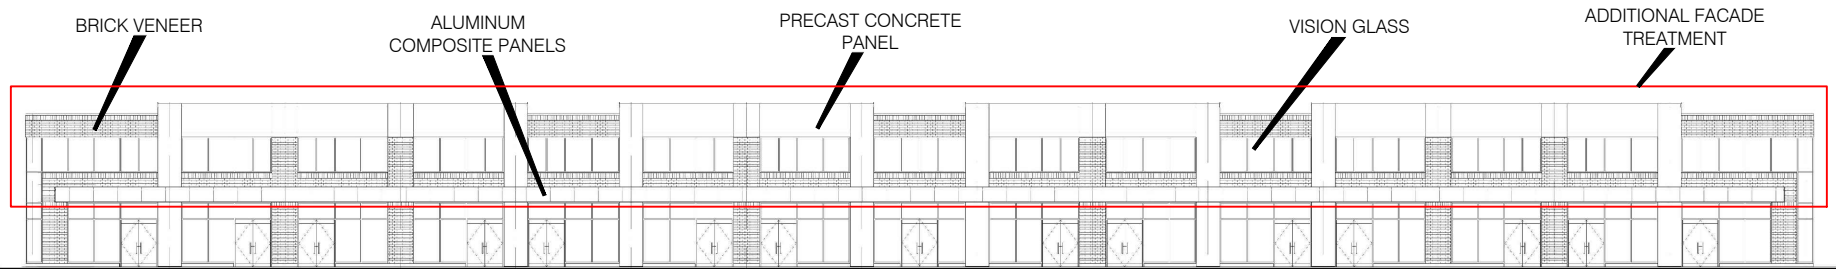 BRICK VENEER
ALUMINUM
COMPOSITE PANELS
PRECAST CONCRETE
PANEL
VISION GLASS
ADDITIONAL FACADE
TREATMENT